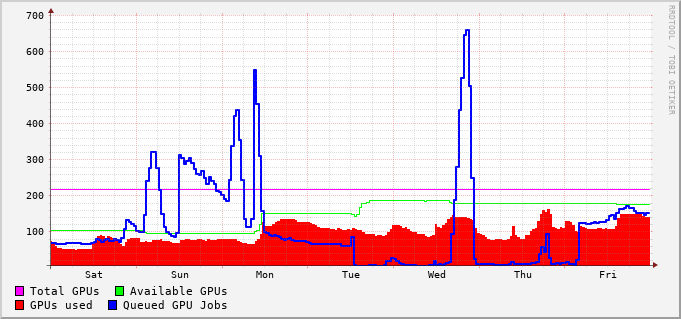 700
600
500
400
300
200
100
Sat Sun Mon Tue Wed Thu Fri
Total GPUs Available GPUs
GPUs used Queued GPU Jobs
RRDTOOL / TOBI OETIKER